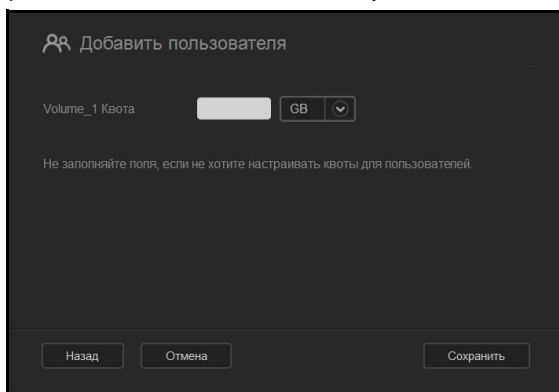 Добавить пользователя
Volume_1 Квота GB
Не заполняйте поля, если не хотите настраивать квоты для пользователей.
Назад Отмена Сохранить